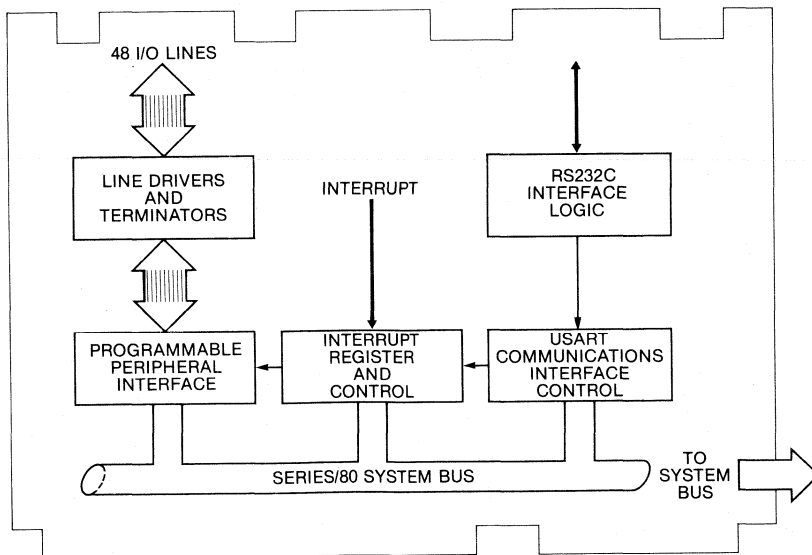 48 I/O LINES
LINE DRIVERS
AND
TERMINATORS
INTERRUPT
RS232C
INTERFACE
LOGIC
PROGRAMMABLE
PERIPHERAL
INTERFACE
INTERRUPT
REGISTER
AND
CONTROL
USART
COMMUNICATIONS
INTERFACE
CONTROL
SERIES/80 SYSTEM BUS
TO
SYSTEM
BUS